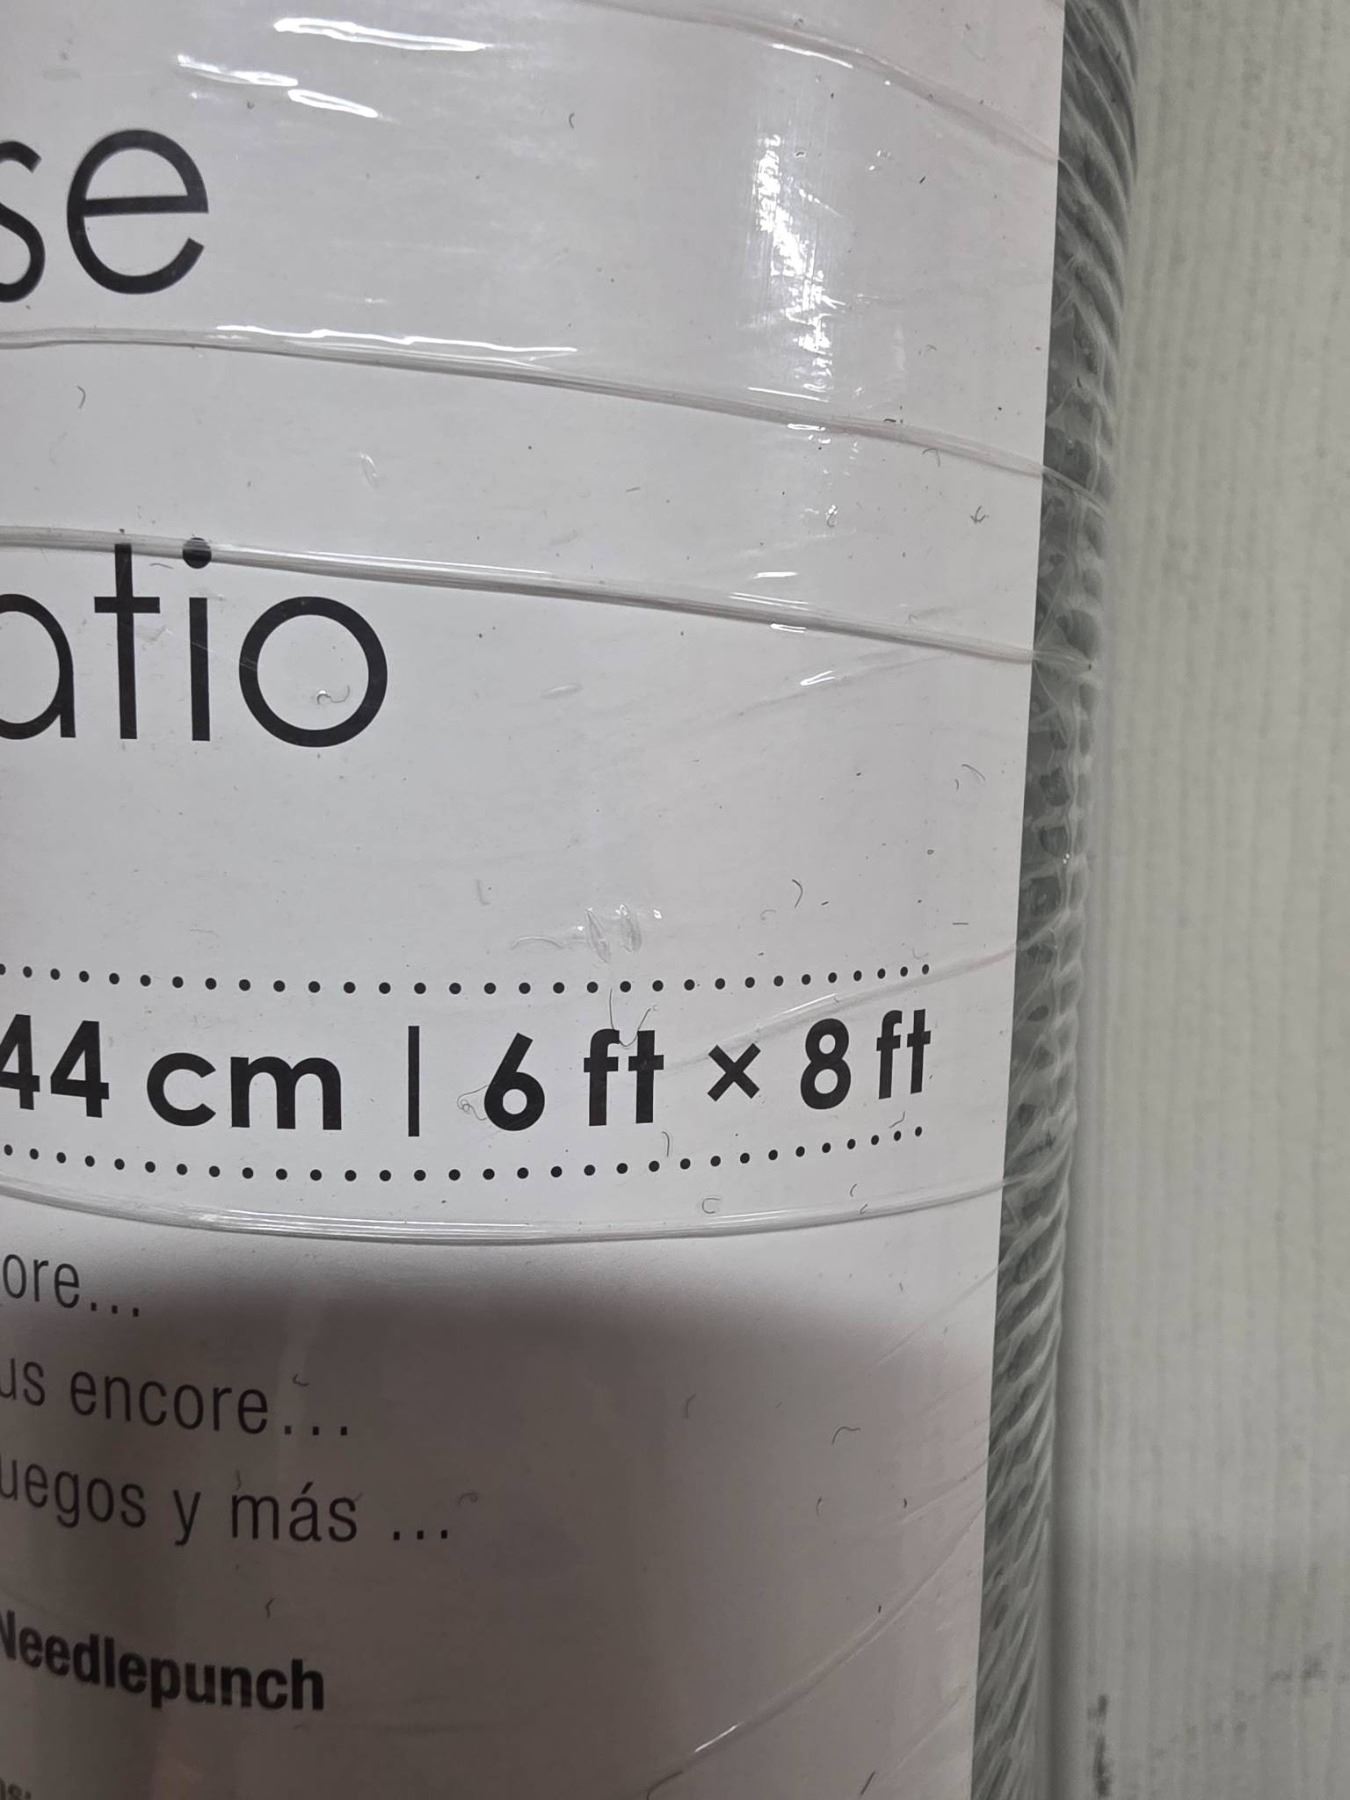 se
atio
44 cm | 6 ft × 8 ft
ore...
us encore...
uegos y más ...
Needlepunch